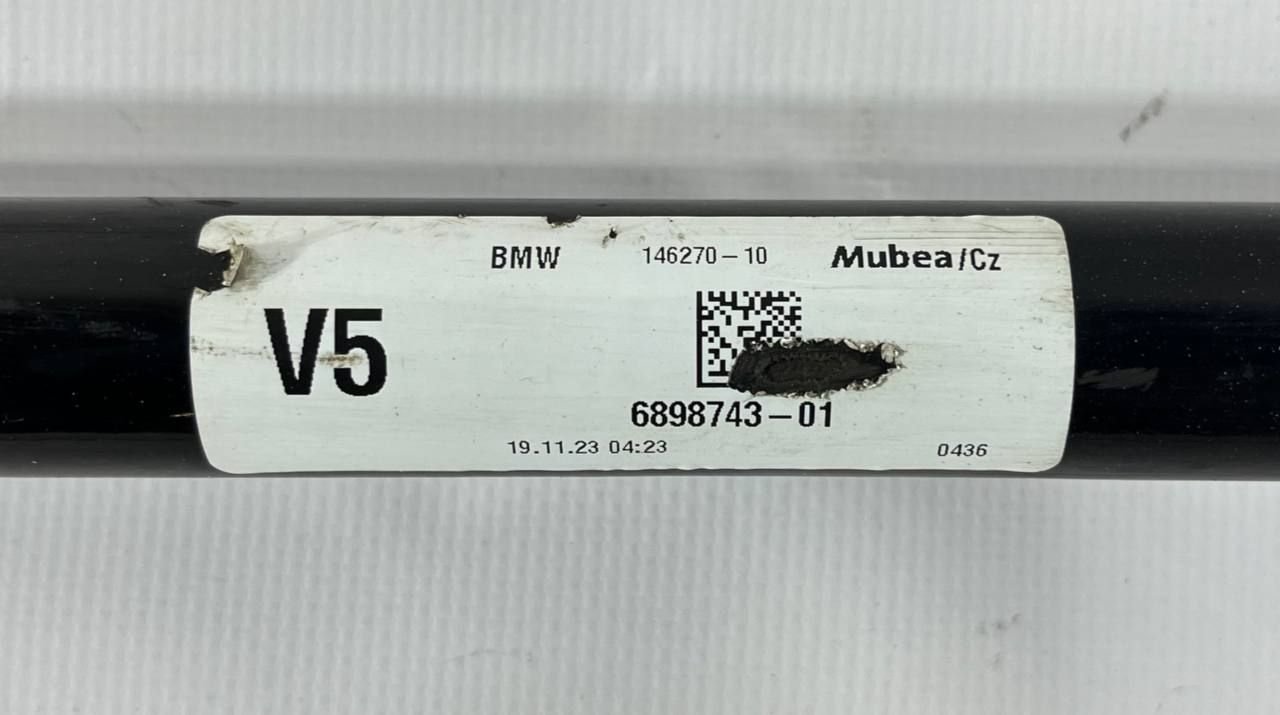 BMW 146270-10 Mubea/Cz
V5
6898743-01
19.11.23 04:23 0436